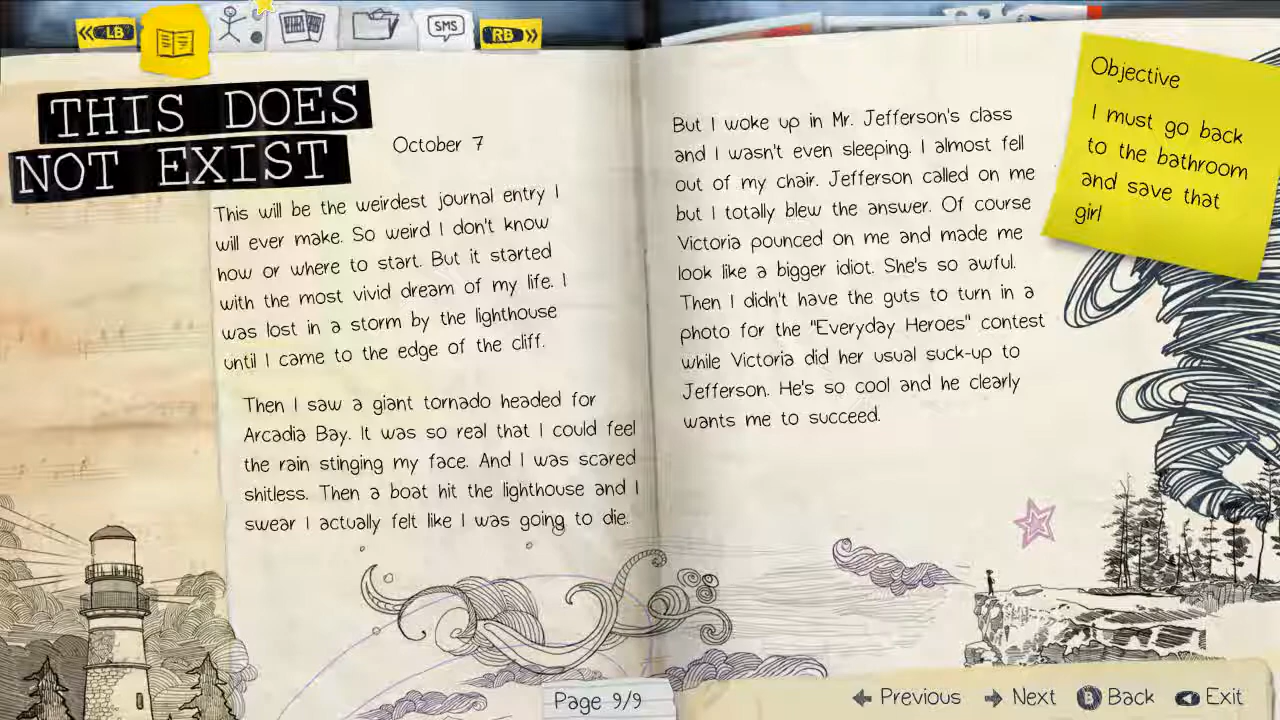 LB
SMS
RB
THIS DOES
NOT EXIST
October 7
This will be the weirdest journal entry I
will ever make. So weird I don't know
how or where to start. But it started
with the most vivid dream of my life. I
was lost in a storm by the lighthouse
until I came to the edge of the cliff.
Then I saw a giant tornado headed for
Arcadia Bay. It was so real that I could feel
the rain stinging my face. And I was scared
shitless. Then a boat hit the lighthouse and I
swear I actually felt like I was going to die.
But I woke up in Mr. Jefferson's class
and I wasn't even sleeping. I almost fell
out of my chair. Jefferson called on me
but I totally blew the answer. Of course
Victoria pounced on me and made me
look like a bigger idiot. She's so awful.
Then I didn't have the guts to turn in a
photo for the "Everyday Heroes" contest
while Victoria did her usual suck-up to
Jefferson. He's so cool and he clearly
wants me to succeed.
Objective
I must go back
to the bathroom
and save that
girl
Page 9/9
Previous
Next
B Back
Exit